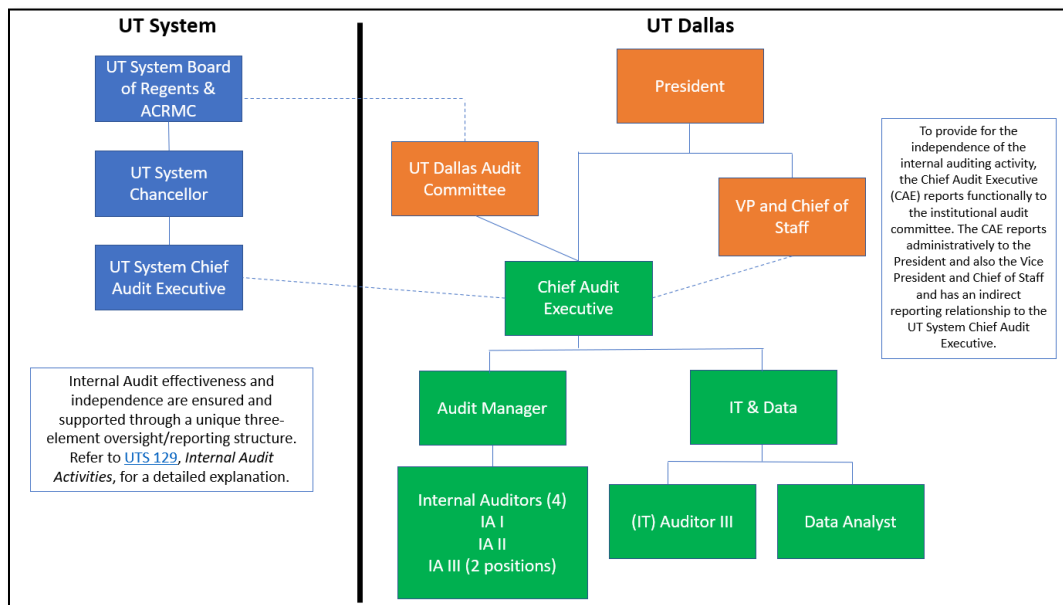 UT System
UT System Board
of Regents &
ACRMC
UT System
Chancellor
UT System Chief
Audit Executive
Internal Audit effectiveness and
independence are ensured and
supported through a unique three-
element oversight/reporting structure.
Refer to UTS 129, Internal Audit
Activities, for a detailed explanation.
UT Dallas
President
UT Dallas Audit
Committee
VP and Chief of
Staff
Chief Audit
Executive
Audit Manager
IT & Data
Internal Auditors (4)
IA I
IA II
IA III (2 positions)
(IT) Auditor III
Data Analyst
To provide for the
independence of the
internal auditing activity,
the Chief Audit Executive
(CAE) reports functionally to
the institutional audit
committee. The CAE reports
administratively to the
President and also the Vice
President and Chief of Staff
and has an indirect
reporting relationship to the
UT System Chief Audit
Executive.